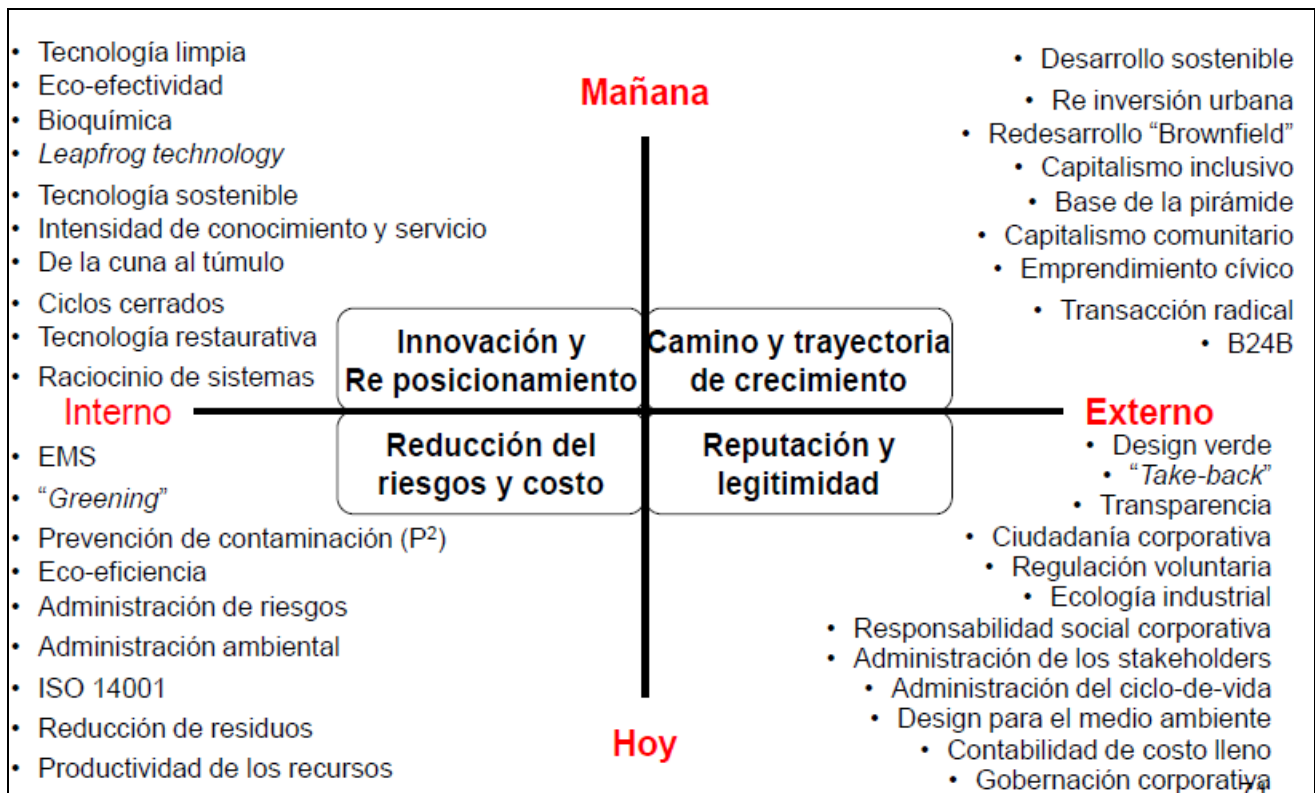 Mañana
• Tecnología limpia
• Eco-efectividad
• Bioquímica
• Leapfrog technology
• Tecnología sostenible
• Intensidad de conocimiento y servicio
• De la cuna al túmulo
• Ciclos cerrados
• Tecnología restaurativa
• Raciocinio de sistemas
• Desarrollo sostenible
• Re inversión urbana
• Redesarrollo “Brownfield”
• Capitalismo inclusivo
• Base de la pirámide
• Capitalismo comunitario
• Emprendimiento cívico
• Transacción radical
• B24B
Innovación y
Re posicionamiento
Camino y trayectoria
de crecimiento
Interno
Externo
Reducción del
riesgos y costo
Reputación y
legitimidad
• EMS
• “Greening”
• Prevención de contaminación (P²)
• Eco-eficiencia
• Administración de riesgos
• Administración ambiental
• ISO 14001
• Reducción de residuos
• Productividad de los recursos
• Design verde
• “Take-back”
• Transparencia
• Ciudadanía corporativa
• Regulación voluntaria
• Ecología industrial
• Responsabilidad social corporativa
• Administración de los stakeholders
• Administración del ciclo-de-vida
• Design para el medio ambiente
• Contabilidad de costo lleno
• Gobernación corporativa
Hoy